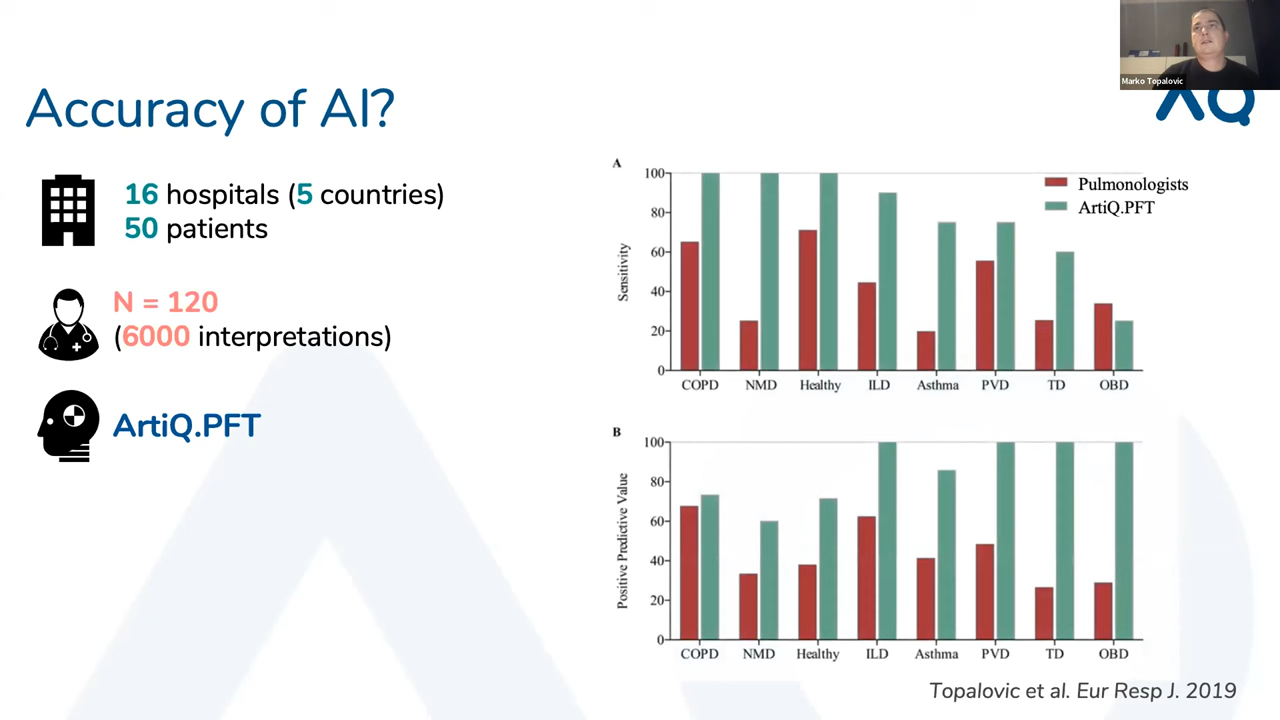 Marko Topalovic
Accuracy of AI?
16 hospitals (5 countries)
50 patients
N = 120
(6000 interpretations)
ArtiQ.PFT
A
Sensitivity
100
80
60
40
20
0
Pulmonologists
ArtiQ.PFT
COPD NMD Healthy ILD Asthma PVD TD OBD
B
Positive Predictive Value
100
80
60
40
20
0
COPD NMD Healthy ILD Asthma PVD TD OBD
Topalovic et al. Eur Resp J. 2019